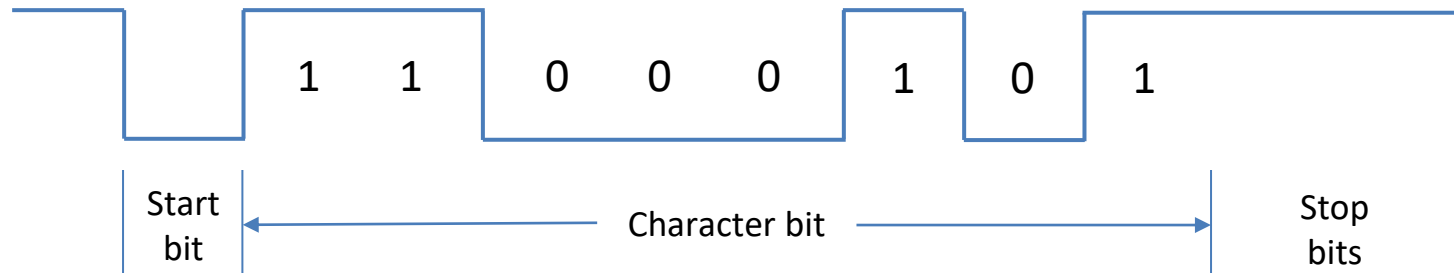 1 1 0 0 0 1 0 1
Start
bit
Character bit
Stop
bits